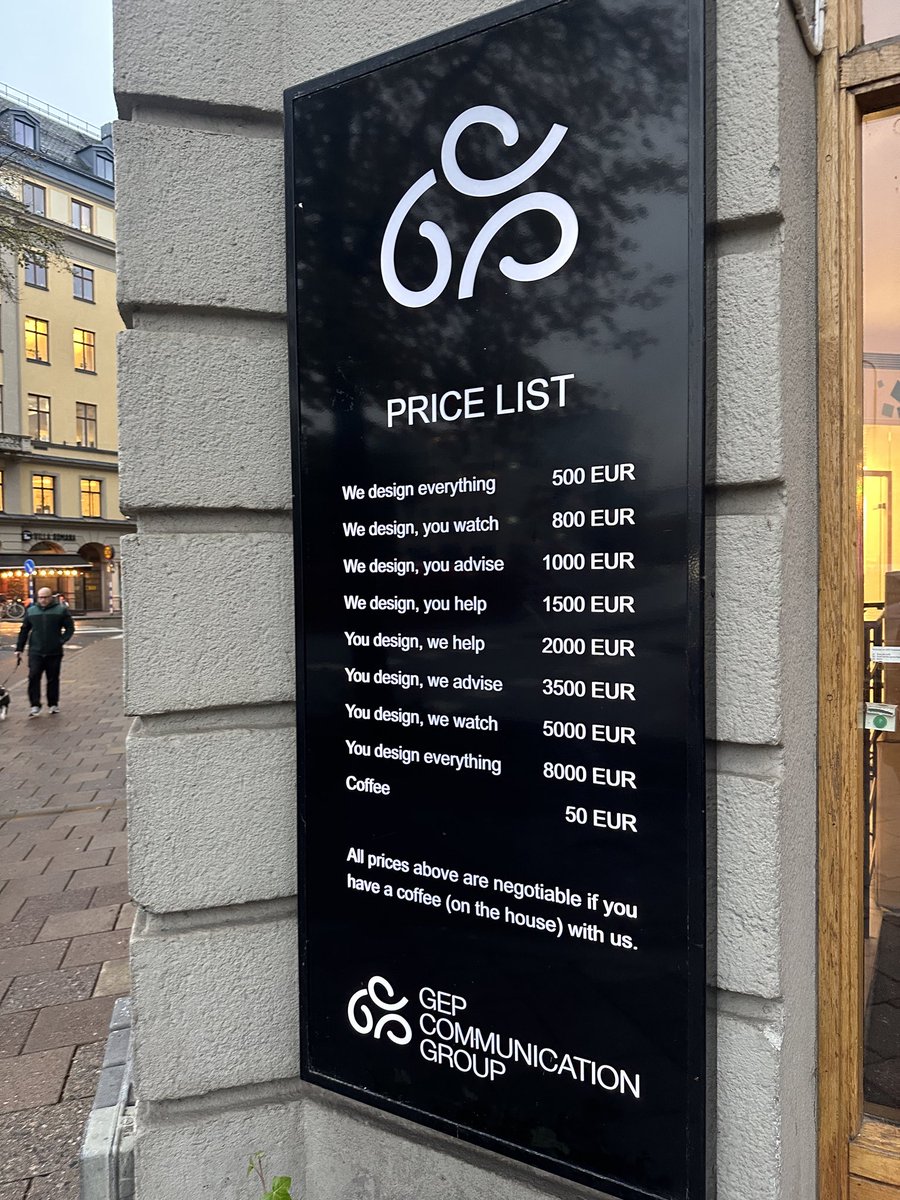 PRICE LIST
We design everything 500 EUR
We design, you watch 800 EUR
We design, you advise 1000 EUR
We design, you help 1500 EUR
You design, we help 2000 EUR
You design, we advise 3500 EUR
You design, we watch 5000 EUR
You design everything 8000 EUR
Coffee 50 EUR
All prices above are negotiable if you
have a coffee (on the house) with us.
GEP
COMMUNICATION
GROUP
VILLA ROMANA